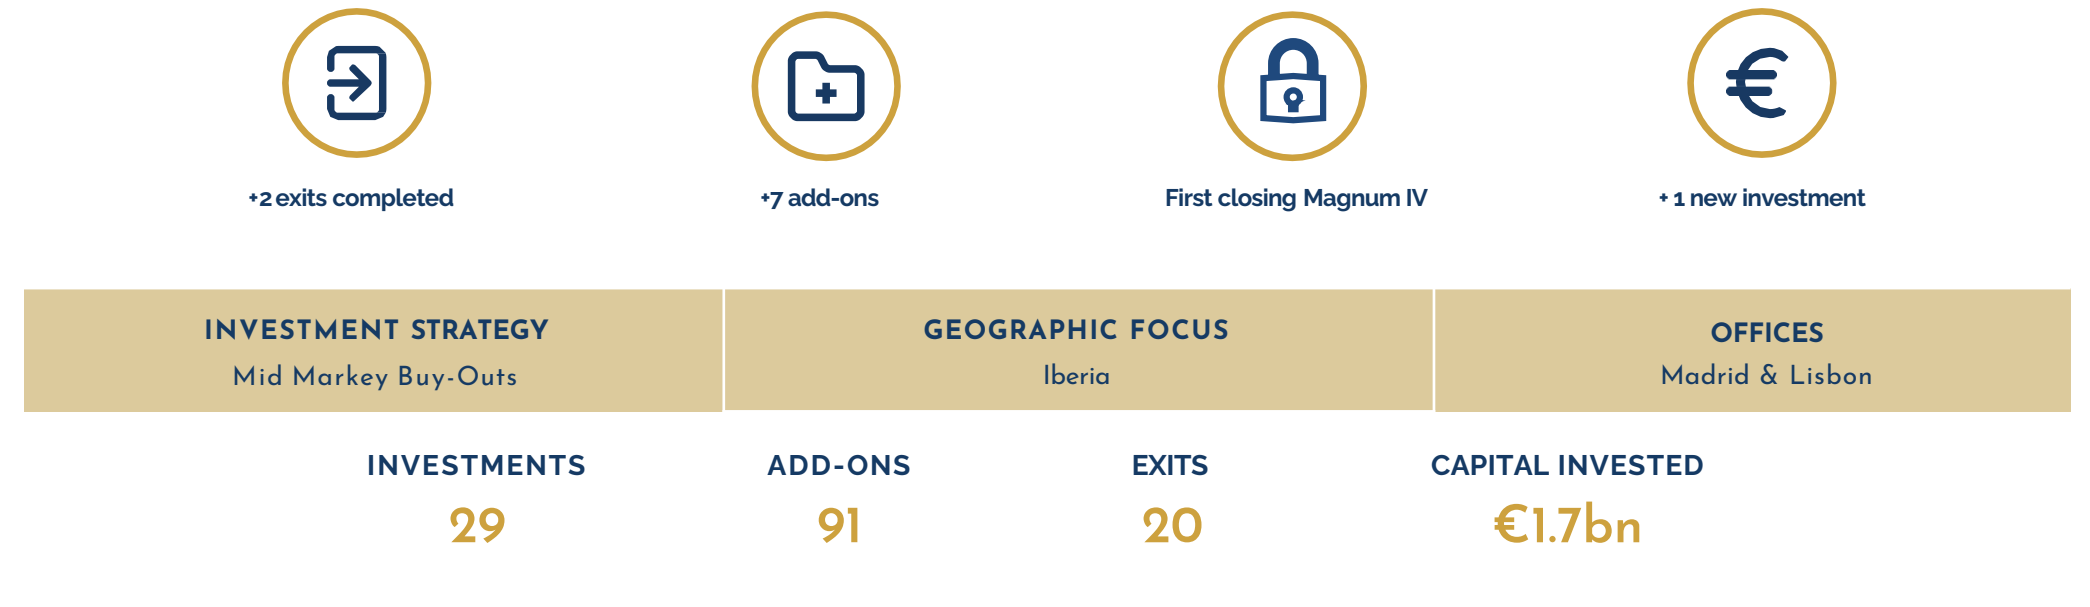 +2 exits completed
+7 add-ons
First closing Magnum IV
+ 1 new investment
INVESTMENT STRATEGY
Mid Markey Buy-Outs
GEOGRAPHIC FOCUS
Iberia
OFFICES
Madrid & Lisbon
INVESTMENTS
29
ADD-ONS
91
EXITS
20
CAPITAL INVESTED
€1.7bn